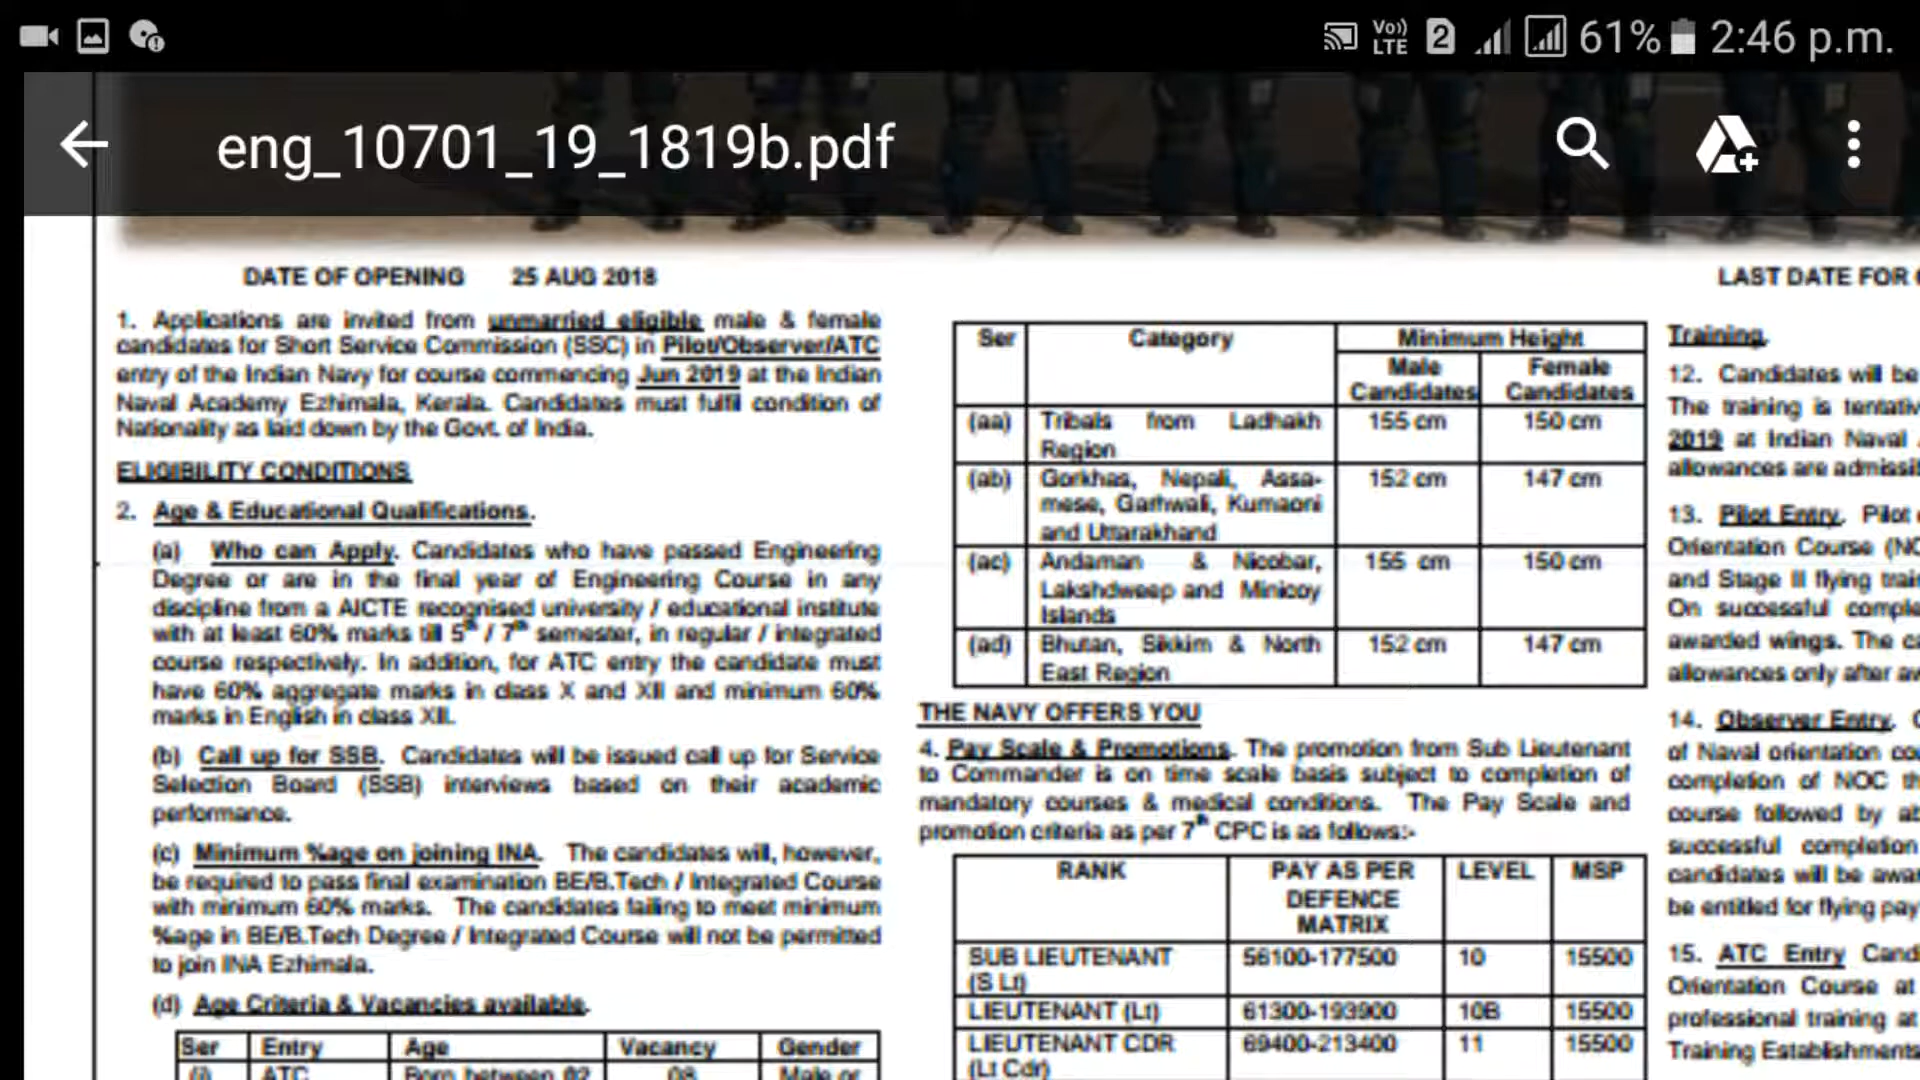 Vo)) LTE 2 61% 2:46 p.m.
eng_10701_19_1819b.pdf
DATE OF OPENING 25 AUG 2018
LAST DATE FOR
1. Applications are invited from unmarried eligible male & female
candidates for Short Service Commission (SSC) in Pilot/Observer/ATC
entry of the Indian Navy for course commencing Jun 2019 at the Indian
Naval Academy Ezhimala, Kerala. Candidates must fulfil condition of
Nationality as laid down by the Govt. of India.
ELIGIBILITY CONDITIONS
2. Age & Educational Qualifications.
(a) Who can Apply. Candidates who have passed Engineering
Degree or are in the final year of Engineering Course in any
discipline from a AICTE recognised university / educational institute
with at least 60% marks till 5th / 7th semester, in regular / integrated
course respectively. In addition, for ATC entry the candidate must
have 60% aggregate marks in class X and XII and minimum 60%
marks in English in class XII.
(b) Call up for SSB. Candidates will be issued call up for Service
Selection Board (SSB) interviews based on their academic
performance.
(c) Minimum %age on joining INA. The candidates will, however,
be required to pass final examination BE/B.Tech / Integrated Course
with minimum 60% marks. The candidates failing to meet minimum
%age in BE/B.Tech Degree / Integrated Course will not be permitted
to join INA Ezhimala.
(d) Age Criteria & Vacancies available.
Ser Entry Age Vacancy Gender
(i) ATC Born between 02 08 Male or
Ser Category Minimum Height
Male Candidates Female Candidates
(aa) Tribals from Ladhakh 155 cm 150 cm
Region
(ab) Gorkhas, Nepali, Assa- 152 cm 147 cm
mese, Garhwali, Kumaoni
and Uttarakhand
(ac) Andaman & Nicobar, 155 cm 150 cm
Lakshdweep and Minicoy
Islands
(ad) Bhutan, Sikkim & North 152 cm 147 cm
East Region
THE NAVY OFFERS YOU
4. Pay Scale & Promotions. The promotion from Sub Lieutenant
to Commander is on time scale basis subject to completion of
mandatory courses & medical conditions. The Pay Scale and
promotion criteria as per 7th CPC is as follows:-
RANK PAY AS PER DEFENCE MATRIX LEVEL MSP
SUB LIEUTENANT 56100-177500 10 15500
(S Lt)
LIEUTENANT (Lt) 61300-193900 10B 15500
LIEUTENANT CDR 69400-213400 11 15500
(Lt Cdr)
Training.
12. Candidates will be
The training is
2019 at Indian Naval
allowances are
13. Pilot Entry. Pilot
Orientation Course
and Stage II flying
On successful
awarded wings. The
allowances only after
14. Observer Entry.
of Naval orientation
completion of NOC
course followed by
successful completion
candidates will be
be entitled for flying pay
15. ATC Entry
Orientation Course at
professional training at
Training Establishments